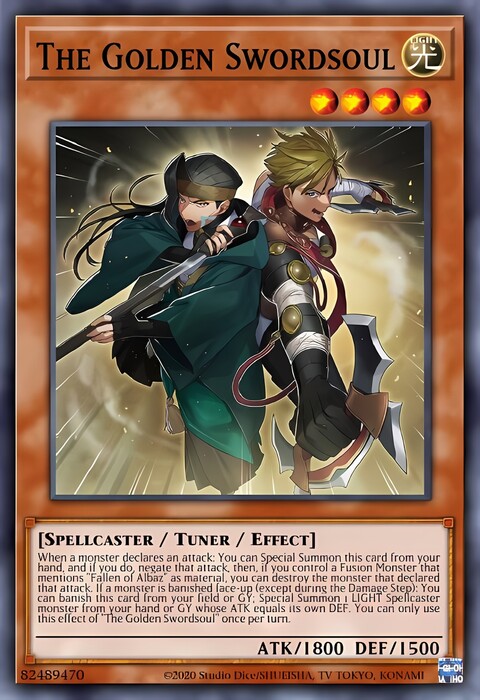 The Golden Swordsoul
LIGHT
光
[Spellcaster / Tuner / Effect]
When a monster declares an attack: You can Special Summon this card from your
hand, and if you do, negate that attack, then, if you control a Fusion Monster that
mentions "Fallen of Albaz" as material, you can destroy the monster that declared
that attack. If a monster is banished face-up (except during the Damage Step): You
can banish this card from your field or GY; Special Summon 1 LIGHT Spellcaster
monster from your hand or GY whose ATK equals its own DEF. You can only use
this effect of "The Golden Swordsoul" once per turn.
ATK/1800 DEF/1500
82489470
©2020 Studio Dice/SHUEISHA, TV TOKYO, KONAMI